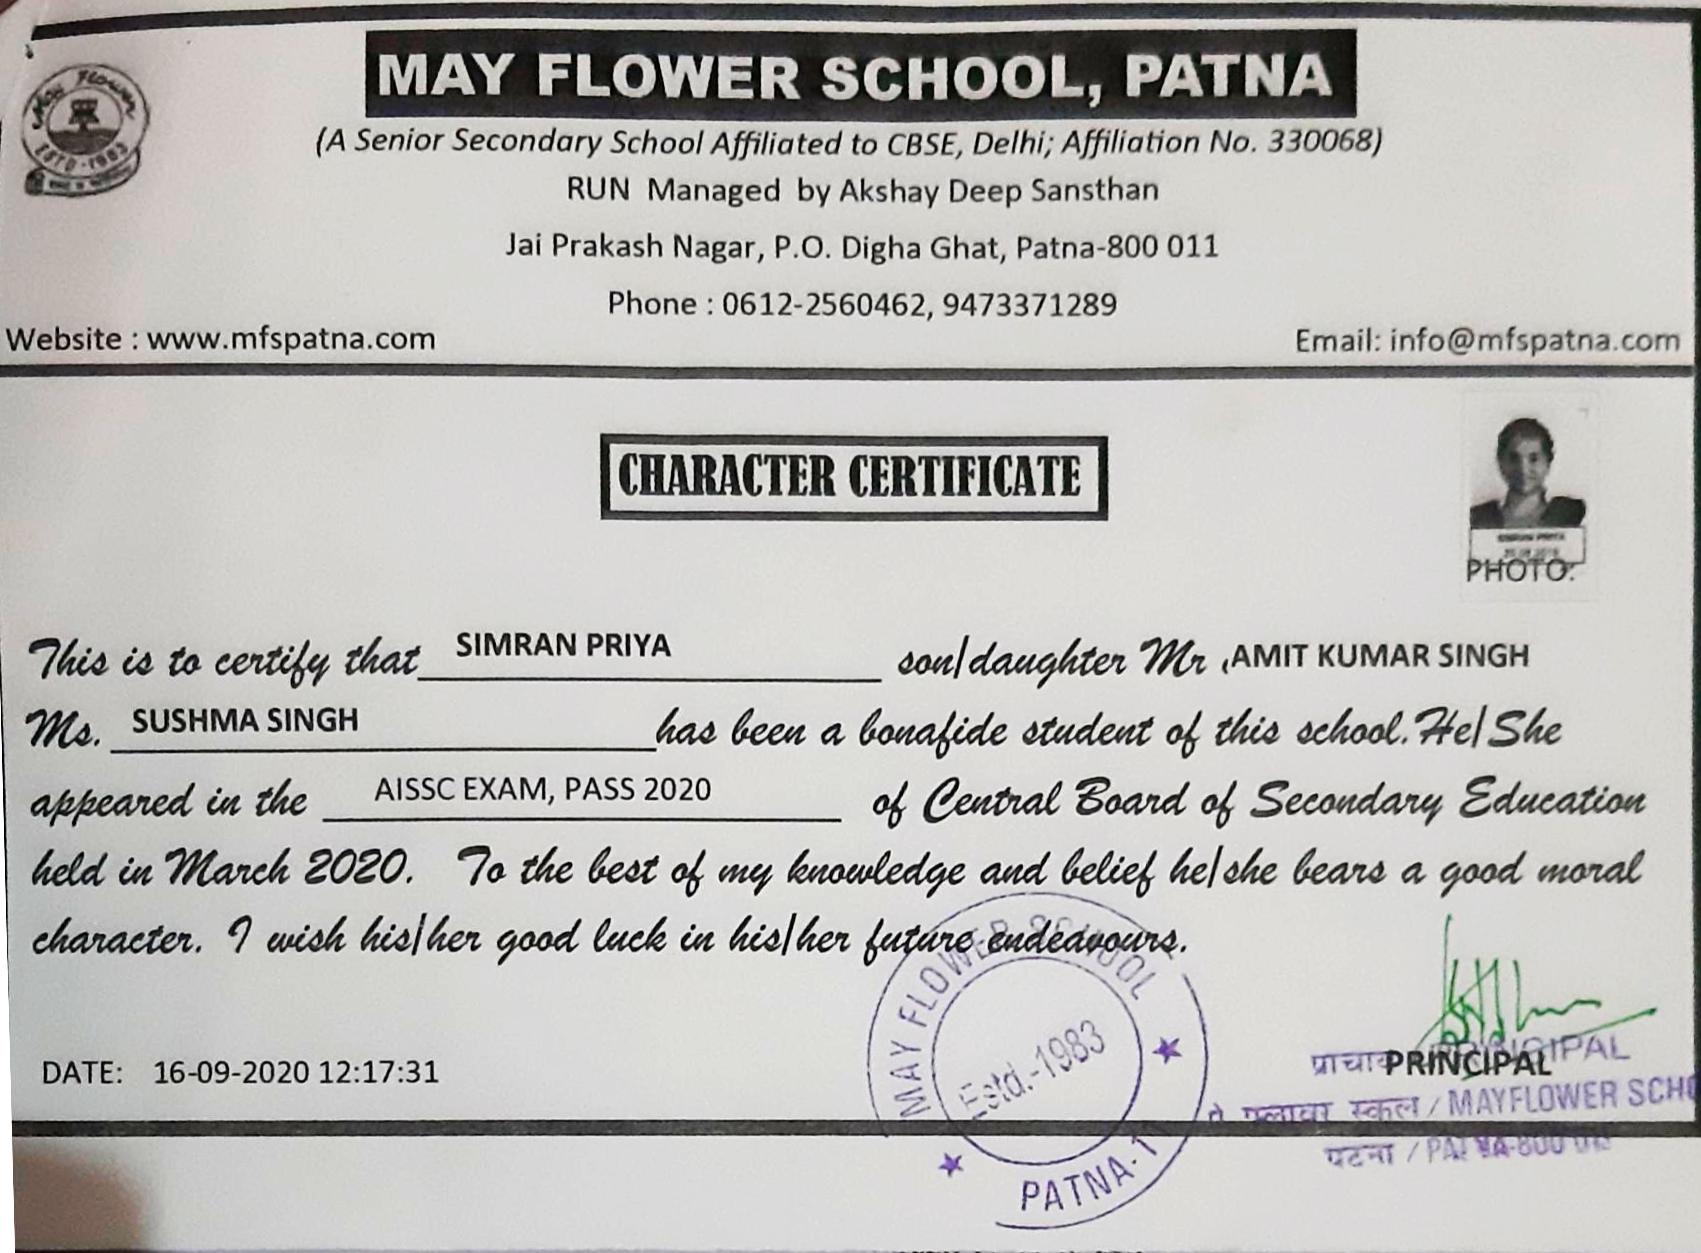 MAY FLOWER SCHOOL, PATNA
May Flower
ESTD-1983
(A Senior Secondary School Affiliated to CBSE, Delhi; Affiliation No. 330068)
RUN Managed by Akshay Deep Sansthan
Jai Prakash Nagar, P.O. Digha Ghat, Patna-800 011
Phone : 0612-2560462, 9473371289
Website : www.mfspatna.com Email: info@mfspatna.com
CHARACTER CERTIFICATE
SIMRAN PRIYA
PHOTO:
This is to certify that SIMRAN PRIYA son/daughter Mr . AMIT KUMAR SINGH
Ms. SUSHMA SINGH has been a bonafide student of this school. He/She
appeared in the AISSC EXAM, PASS 2020 of Central Board of Secondary Education
held in March 2020. To the best of my knowledge and belief he/she bears a good moral
character. I wish his/her good luck in his/her future endeavours.
MAY FLOWER SCHOOL
Estd.-1983
PATNA-1
DATE: 16-09-2020 12:17:31
PRINCIPAL
PRINCIPAL
स्कूल / MAYFLOWER SCHO
पटना / PATNA-800